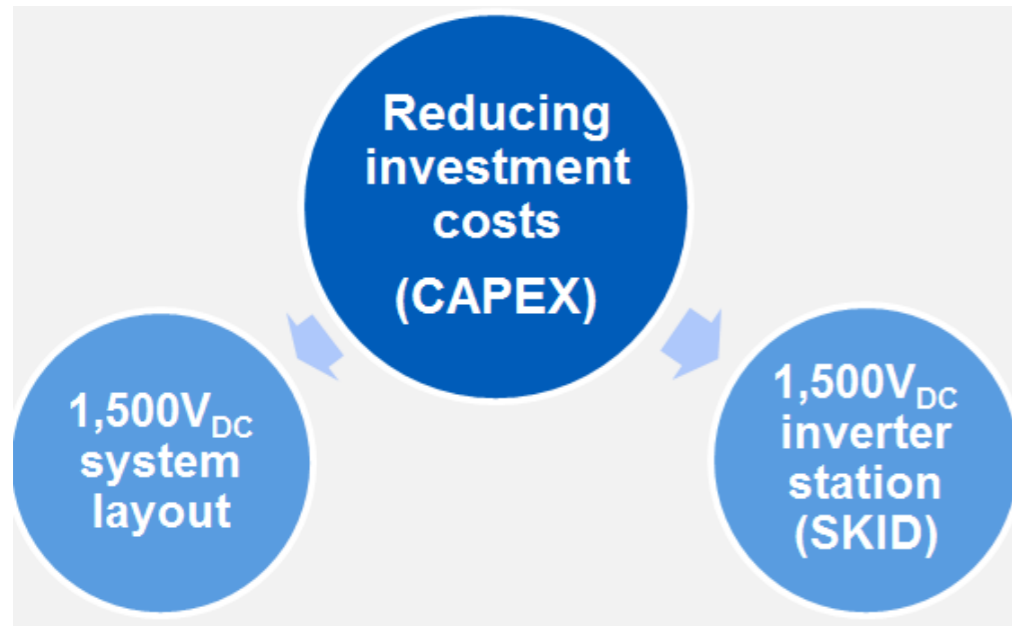 Reducing
investment
costs
(CAPEX)
1,500VDC
system
layout
1,500VDC
inverter
station
(SKID)